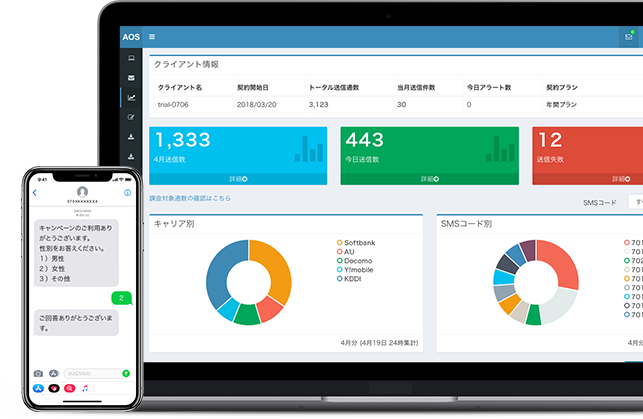 AOS
6
クライアント情報
クライアント名 契約開始日 トータル送信通数 当月送信件数 今日アラート数 契約プラン
trial-0706 2018/03/20 3,123 30 0 年間プラン
1,333
4月送信数
詳細
443
今日送信数
詳細
12
送信失敗
詳細
課金対象通数の確認はこちら
SMSコード
す
キャリア別
Softbank
AU
Docomo
Y!mobile
KDDI
4月分 (4月19日 24時集計)
SMSコード別
701
701
702
701
701
701
701
701
4月分
9:41
070XXXXXXXX
キャンペーンのご利用あり
がとうございます。
性別をお答えください。
1）男性
2）女性
3）その他
2
ご回答ありがとうございま
す。
SMS/MMS